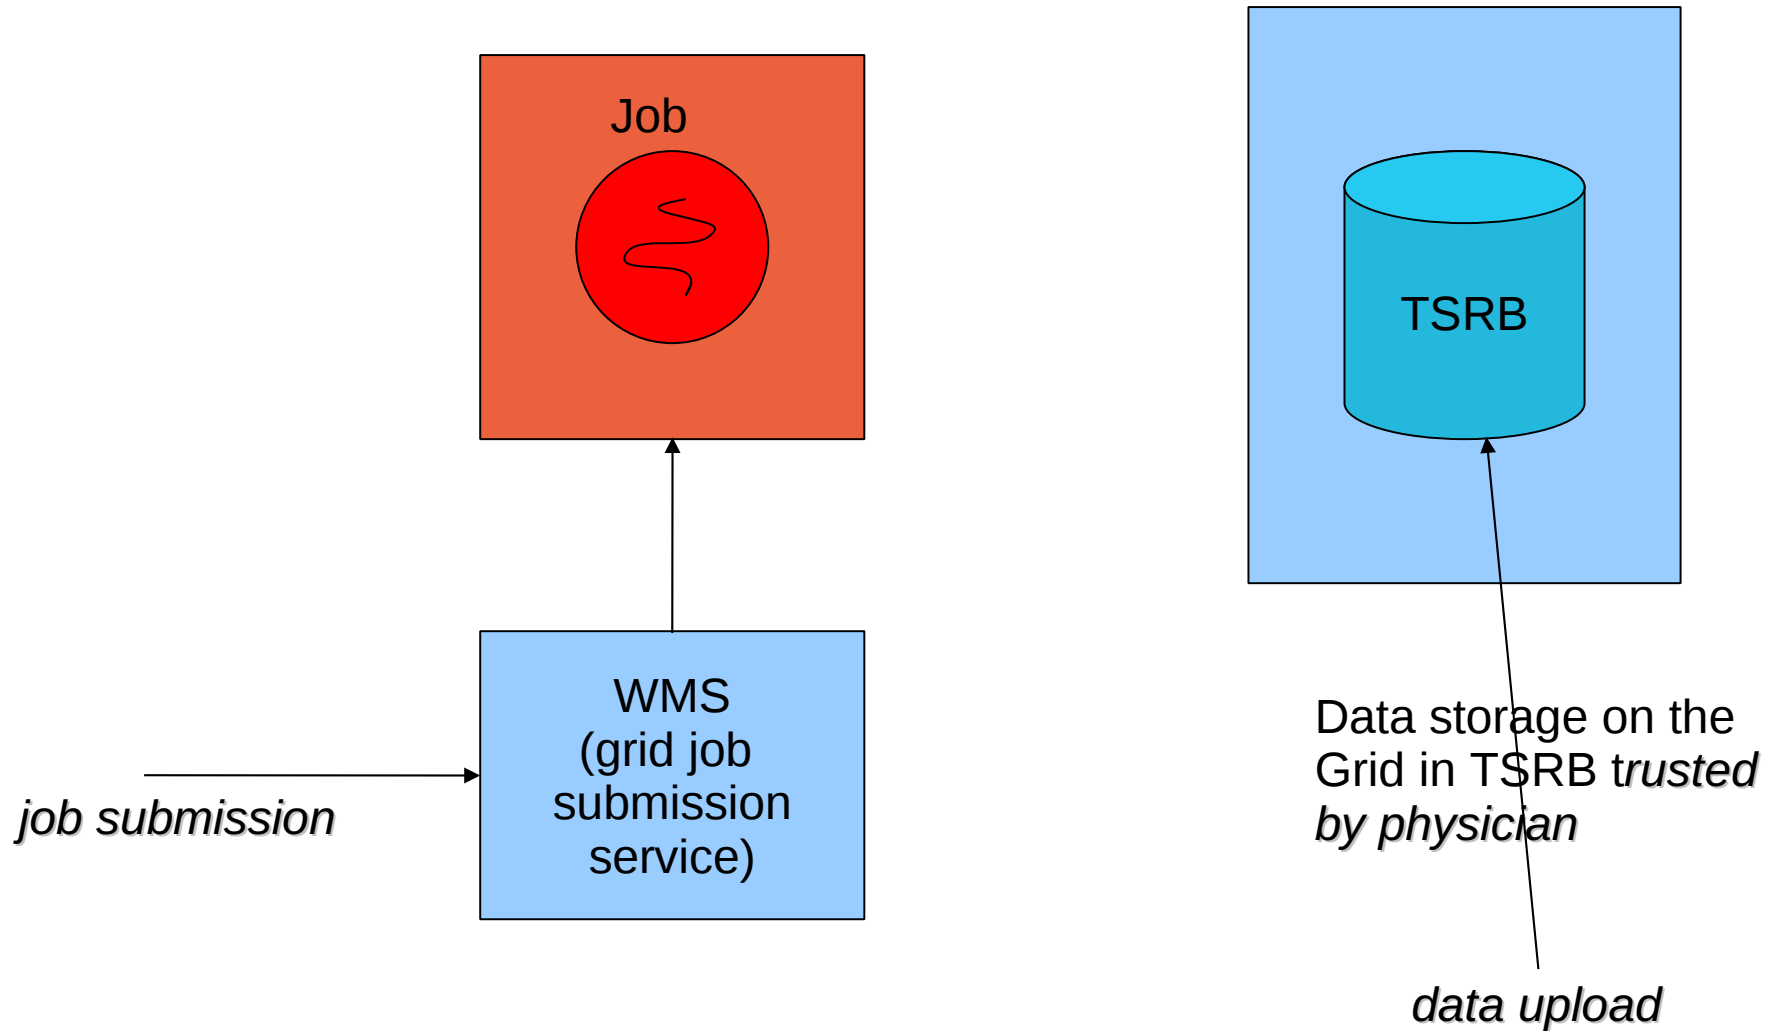 Job
TSRB
WMS
(grid job
submission
service)
job submission
Data storage on the
Grid in TSRB trusted
by physician
data upload